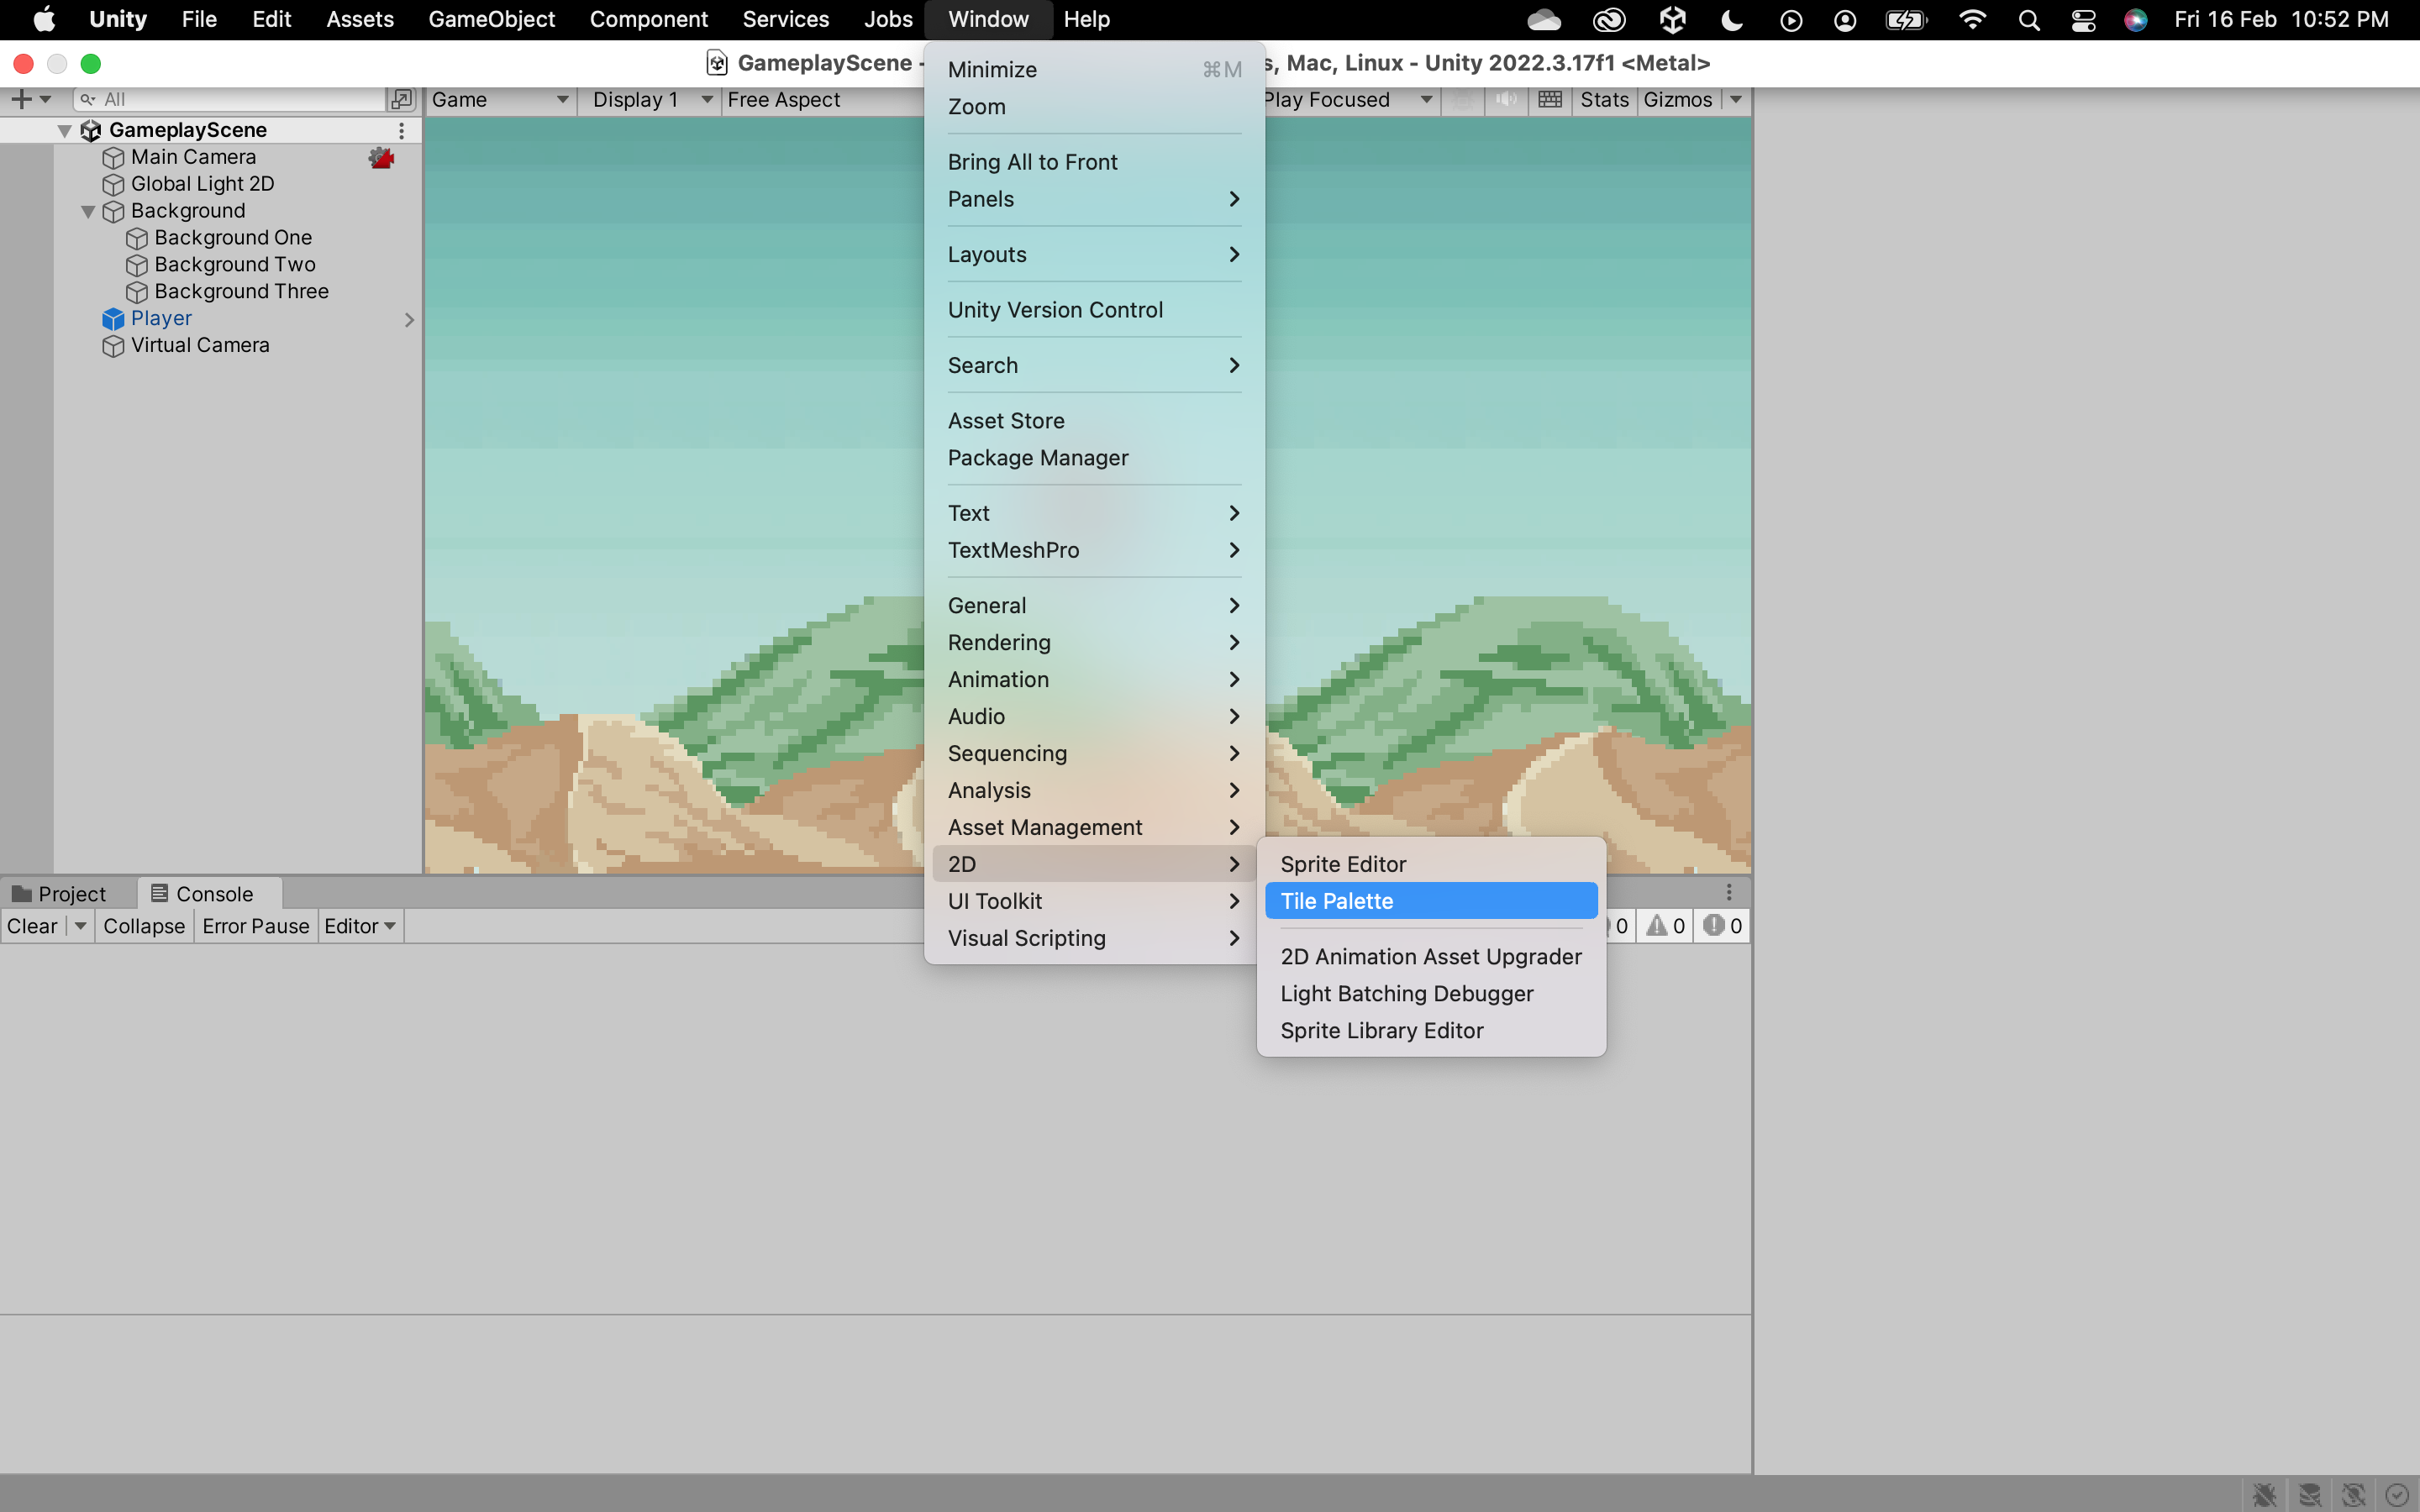 Unity File Edit Assets GameObject Component Services Jobs Window Help Fri 16 Feb 10:52 PM
GameplayScene - s, Mac, Linux - Unity 2022.3.17f1 <Metal>
All
Game Display 1 Free Aspect Play Focused Stats Gizmos
GameplayScene
Main Camera
Global Light 2D
Background
Background One
Background Two
Background Three
Player
Virtual Camera
Minimize ⌘M
Zoom
Bring All to Front
Panels
Layouts
Unity Version Control
Search
Asset Store
Package Manager
Text
TextMeshPro
General
Rendering
Animation
Audio
Sequencing
Analysis
Asset Management
2D
UI Toolkit
Visual Scripting
Sprite Editor
Tile Palette
2D Animation Asset Upgrader
Light Batching Debugger
Sprite Library Editor
Project Console
Clear Collapse Error Pause Editor 0 0 0